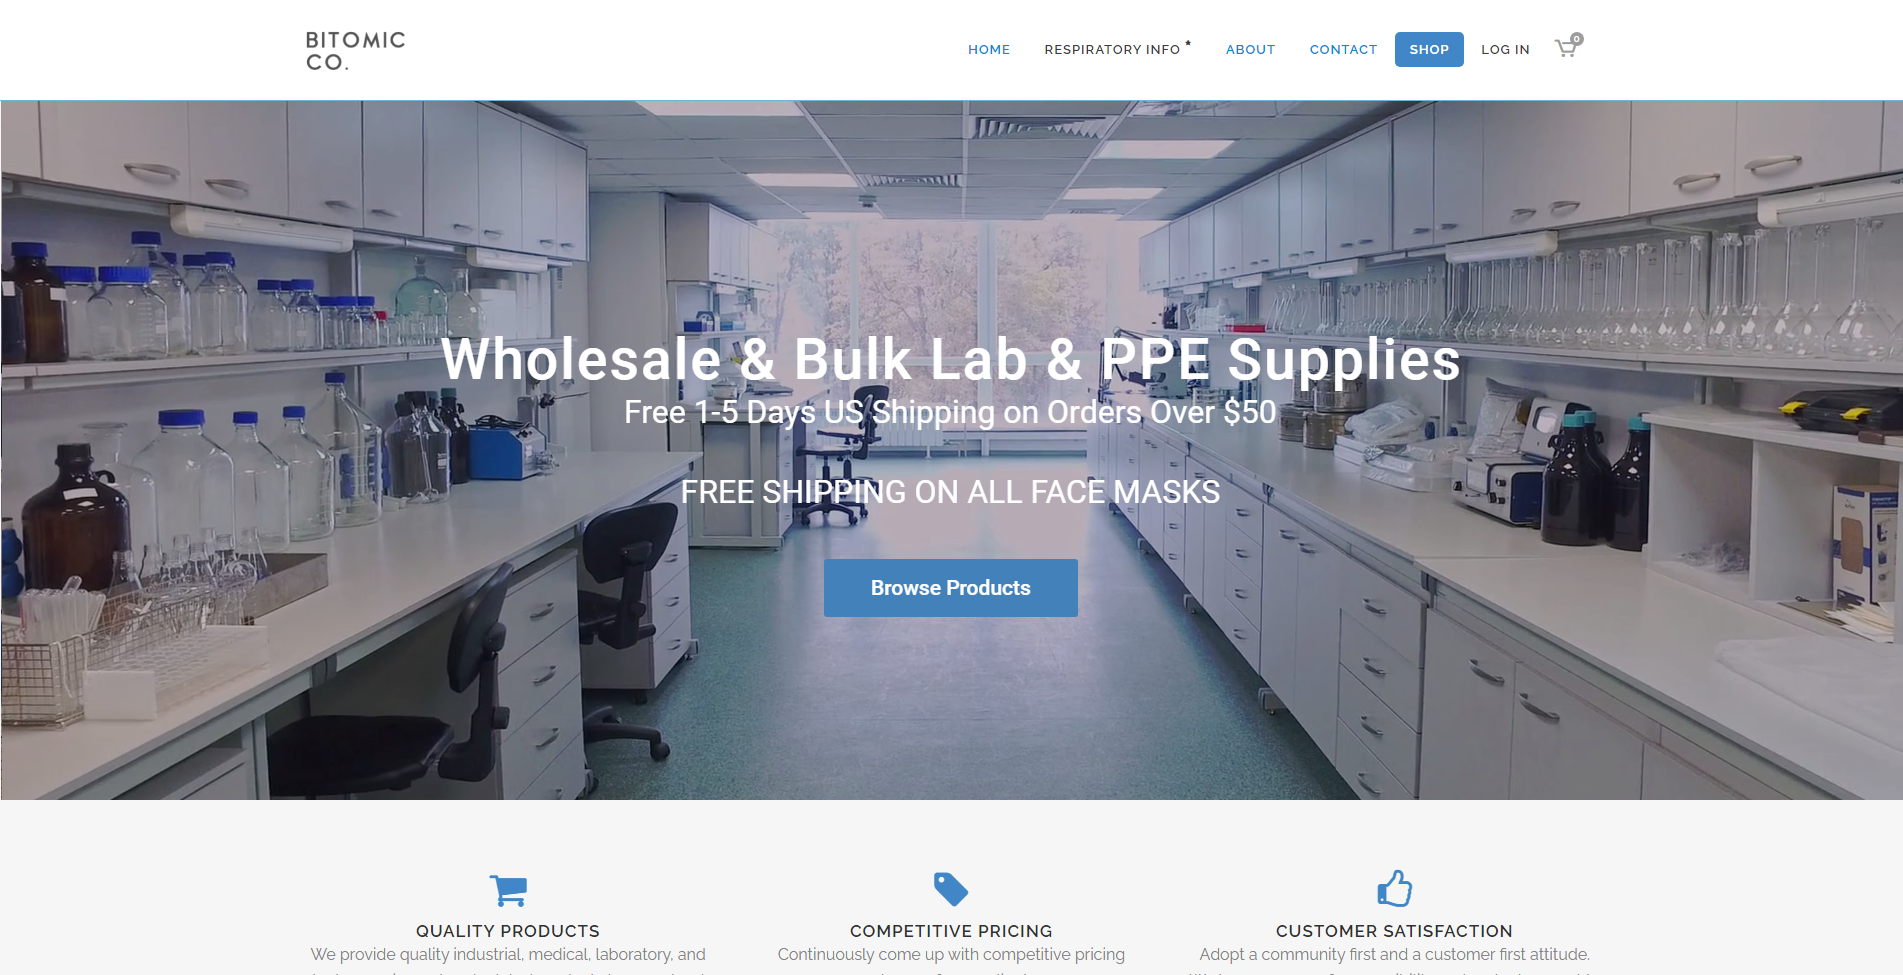 BITOMIC
CO.
HOME
RESPIRATORY INFO *
ABOUT
CONTACT
SHOP
LOG IN
0
Wholesale & Bulk Lab & PPE Supplies
Free 1-5 Days US Shipping on Orders Over $50
FREE SHIPPING ON ALL FACE MASKS
Browse Products
QUALITY PRODUCTS
We provide quality industrial, medical, laboratory, and
COMPETITIVE PRICING
Continuously come up with competitive pricing
CUSTOMER SATISFACTION
Adopt a community first and a customer first attitude.